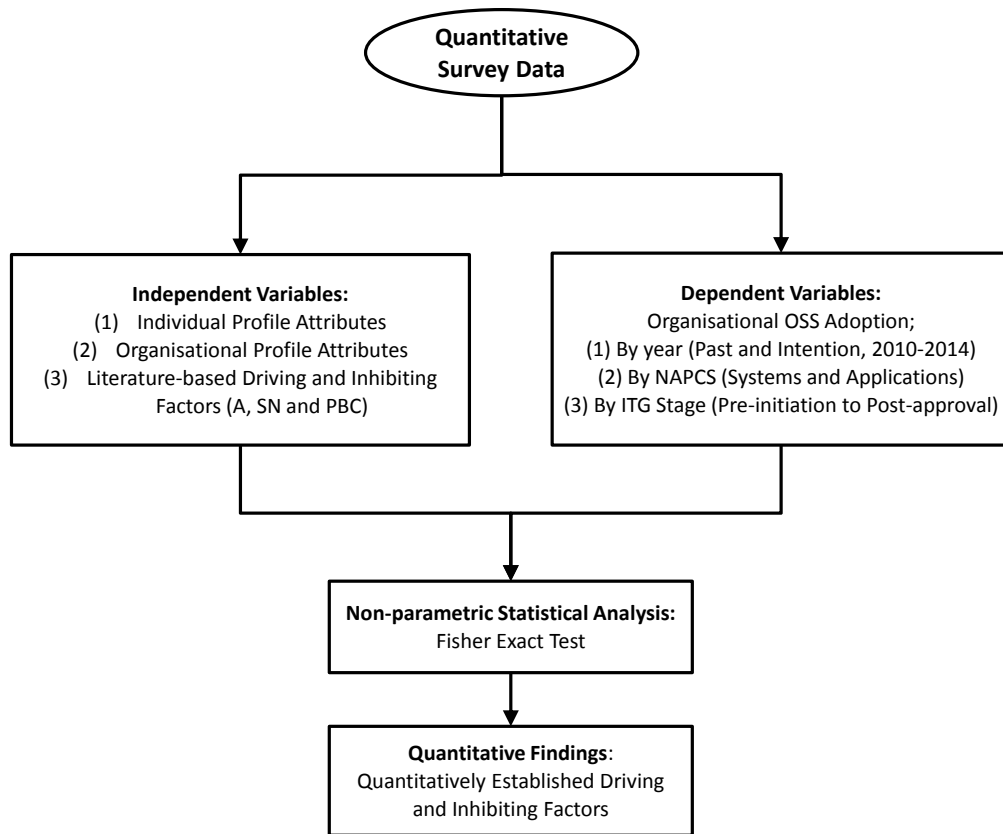 Quantitative
Survey Data
Independent Variables:
(1) Individual Profile Attributes
(2) Organisational Profile Attributes
(3) Literature-based Driving and Inhibiting
Factors (A, SN and PBC)
Dependent Variables:
Organisational OSS Adoption;
(1) By year (Past and Intention, 2010-2014)
(2) By NAPCS (Systems and Applications)
(3) By ITG Stage (Pre-initiation to Post-approval)
Non-parametric Statistical Analysis:
Fisher Exact Test
Quantitative Findings:
Quantitatively Established Driving
and Inhibiting Factors